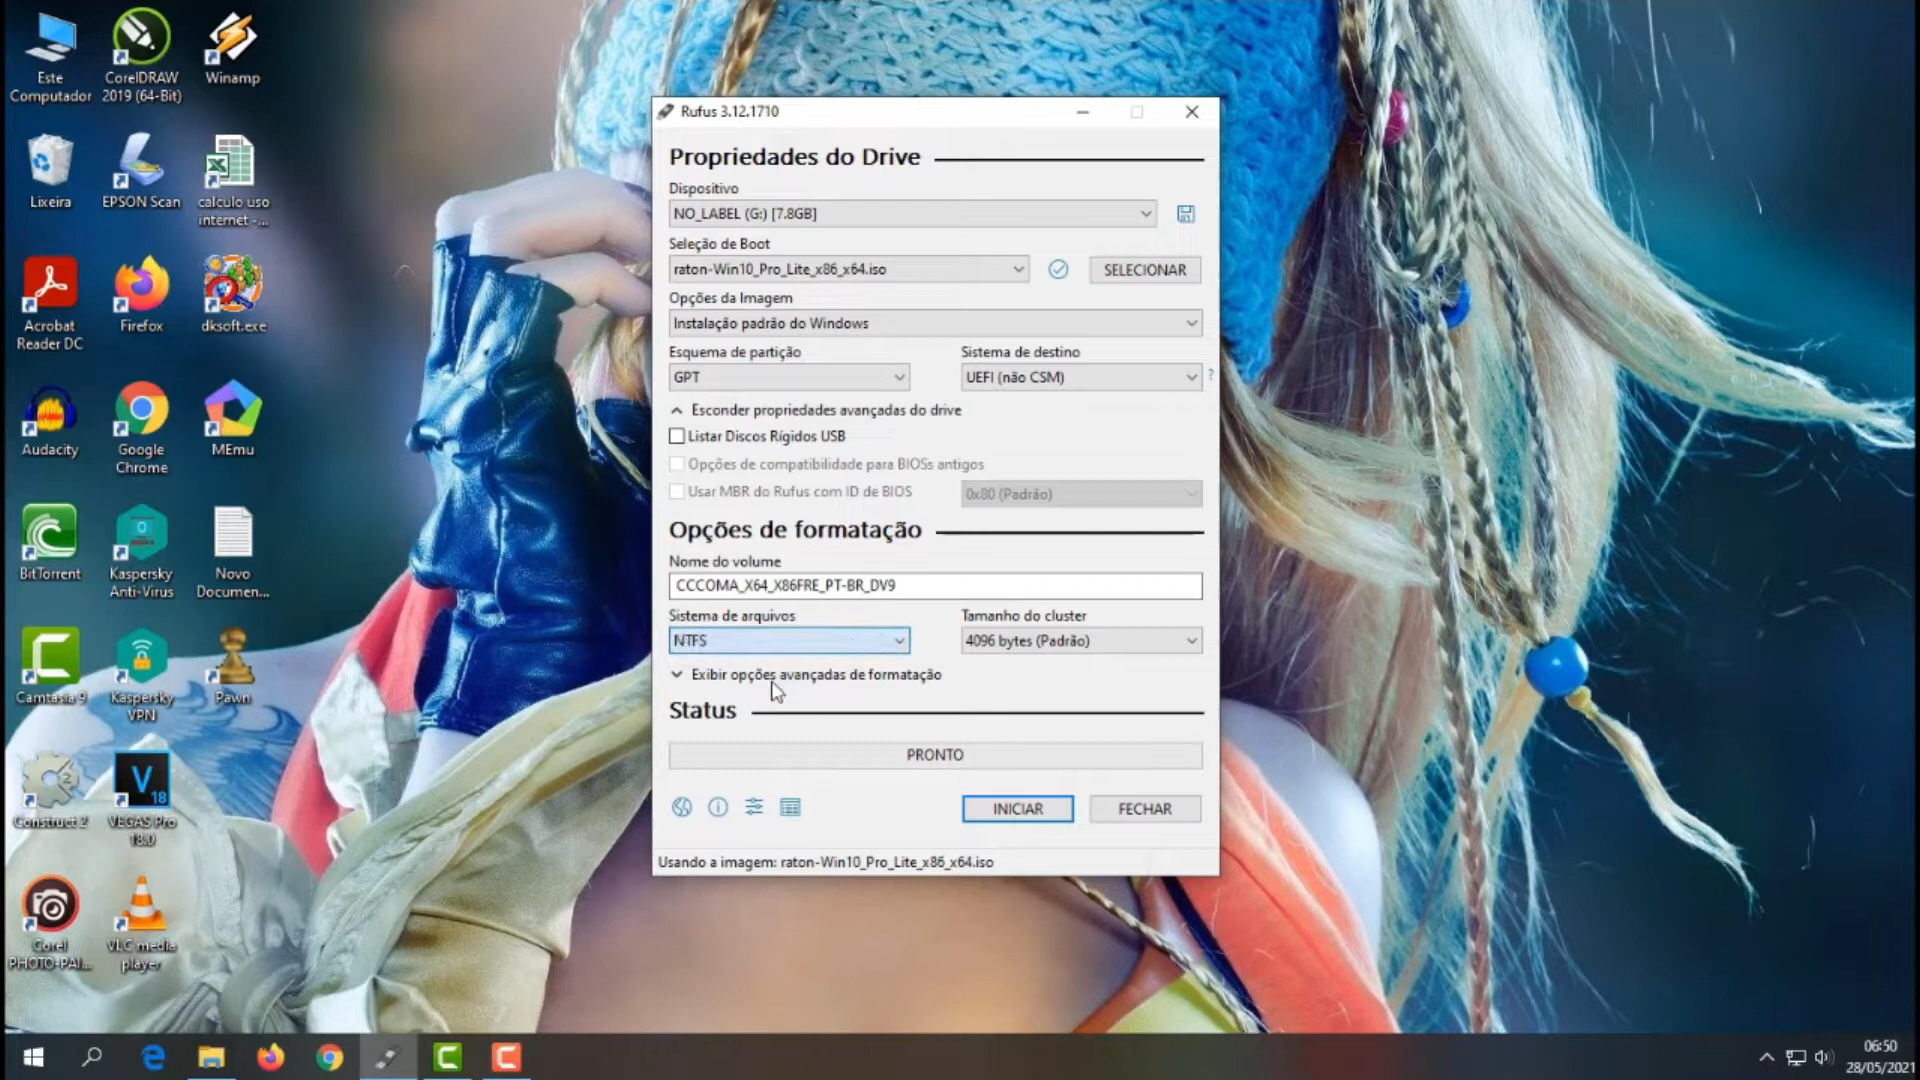 Este
Computador
CorelDRAW
2019 (64-Bit)
Winamp
Lixeira
EPSON Scan
calculo uso
internet -...
Acrobat
Reader DC
Firefox
dksoft.exe
Audacity
Google
Chrome
MEmu
BitTorrent
Kaspersky
Anti-Virus
Novo
Documen...
Camtasia 9
Kaspersky
VPN
Pawn
Construct 2
VEGAS Pro
18.0
V
18
Corel
PHOTO-PAI...
VLC media
player
Rufus 3.12.1710
Propriedades do Drive
Dispositivo
NO_LABEL (G:) [7.8GB]
Seleção de Boot
raton-Win10_Pro_Lite_x86_x64.iso
SELECIONAR
Opções da Imagem
Instalação padrão do Windows
Esquema de partição
Sistema de destino
GPT
UEFI (não CSM)
?
Esconder propriedades avançadas do drive
Listar Discos Rígidos USB
Opções de compatibilidade para BIOSs antigos
Usar MBR do Rufus com ID de BIOS
0x80 (Padrão)
Opções de formatação
Nome do volume
CCCOMA_X64_X86FRE_PT-BR_DV9
Sistema de arquivos
Tamanho do cluster
NTFS
4096 bytes (Padrão)
Exibir opções avançadas de formatação
Status
PRONTO
INICIAR
FECHAR
Usando a imagem: raton-Win10_Pro_Lite_x86_x64.iso
06:50
28/05/2021